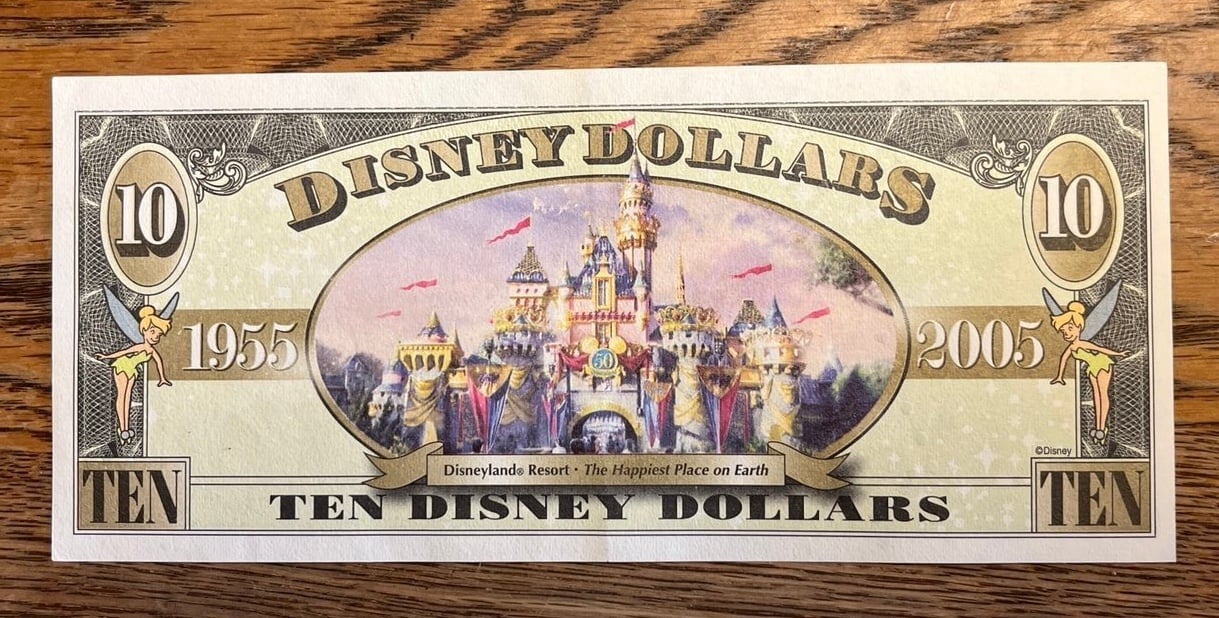 DISNEY DOLLARS
10
10
1955
50
2005
©Disney
Disneyland® Resort • The Happiest Place on Earth
TEN
TEN DISNEY DOLLARS
TEN